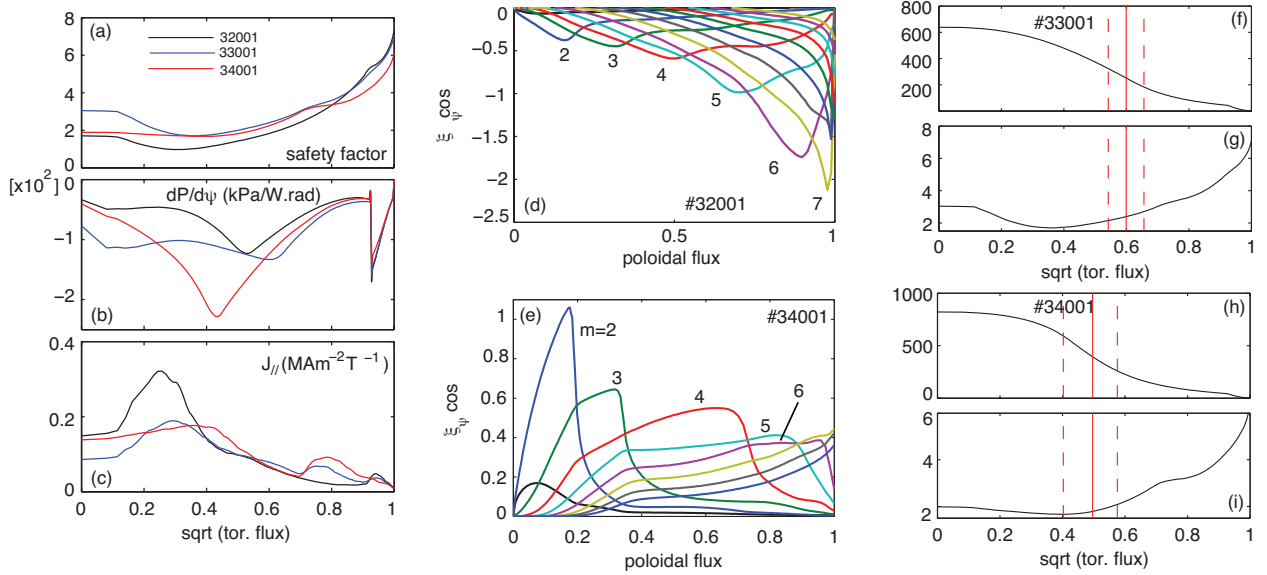 (a)
32001
33001
34001
safety factor
8
6
4
2
0
[x10²]
dP/dψ (kPa/W.rad)
0
-1
-2
(b)
J// (MAm⁻²T⁻¹)
0.4
0.2
0
(c)
0 0.2 0.4 0.6 0.8 1
sqrt (tor. flux)
0
−0.5
−1
−1.5
−2
−2.5
ξψ cos
2
3
4
5
6
7
(d)
#32001
0 0.5 1
poloidal flux
(e)
#34001
1
0.8
0.6
0.4
0.2
0
ξψ cos
m=2
3
4
5
6
0 0.2 0.4 0.6 0.8 1
poloidal flux
800
600
400
200
#33001
(f)
8
6
4
2
(g)
0 0.2 0.4 0.6 0.8 1
sqrt (tor. flux)
1000
500
0
#34001
(h)
6
4
2
(i)
0 0.2 0.4 0.6 0.8 1
sqrt (tor. flux)